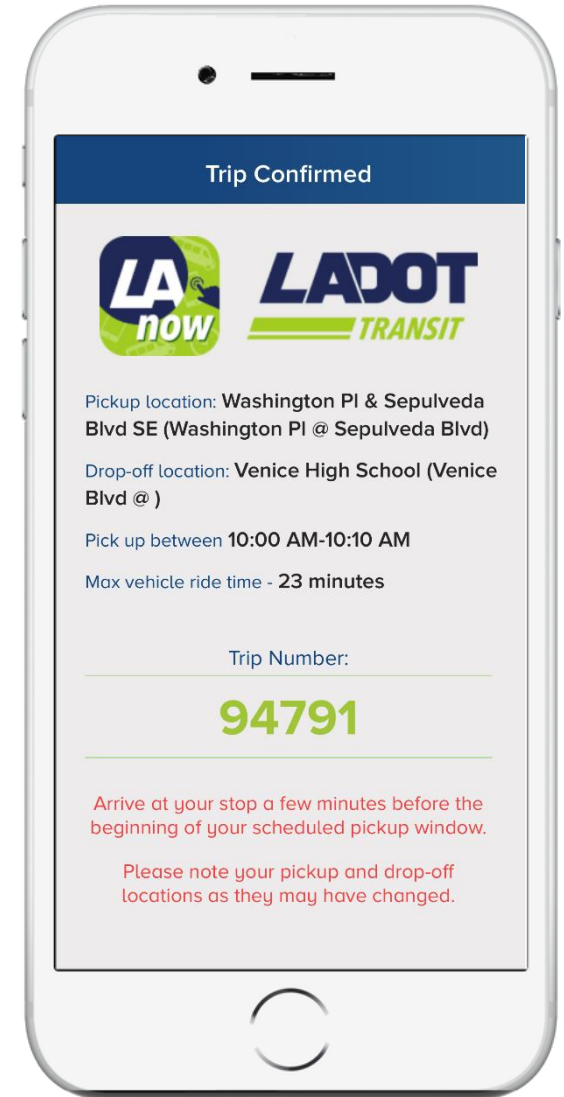 Trip Confirmed
LA
now
LADOT
TRANSIT
Pickup location: Washington Pl & Sepulveda
Blvd SE (Washington Pl @ Sepulveda Blvd)
Drop-off location: Venice High School (Venice
Blvd @ )
Pick up between 10:00 AM-10:10 AM
Max vehicle ride time - 23 minutes
Trip Number:
94791
Arrive at your stop a few minutes before the
beginning of your scheduled pickup window.
Please note your pickup and drop-off
locations as they may have changed.